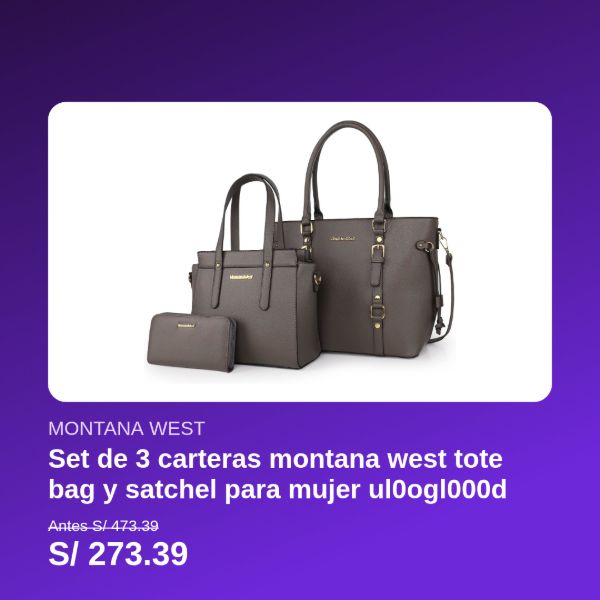 MONTANA WEST
Set de 3 carteras montana west tote
bag y satchel para mujer ul0ogl000d
Antes S/ 473.39
S/ 273.39